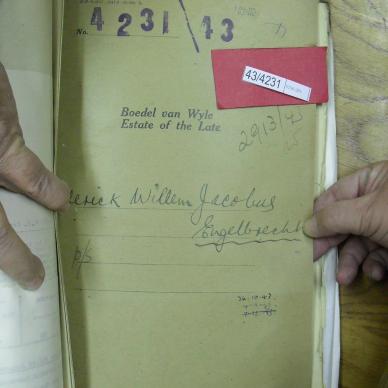 No. 4231/43
43/4231
Boedel van Wyle
Estate of the Late
29/3/43
erick Willem Jacobus
Engelbrecht
p/s